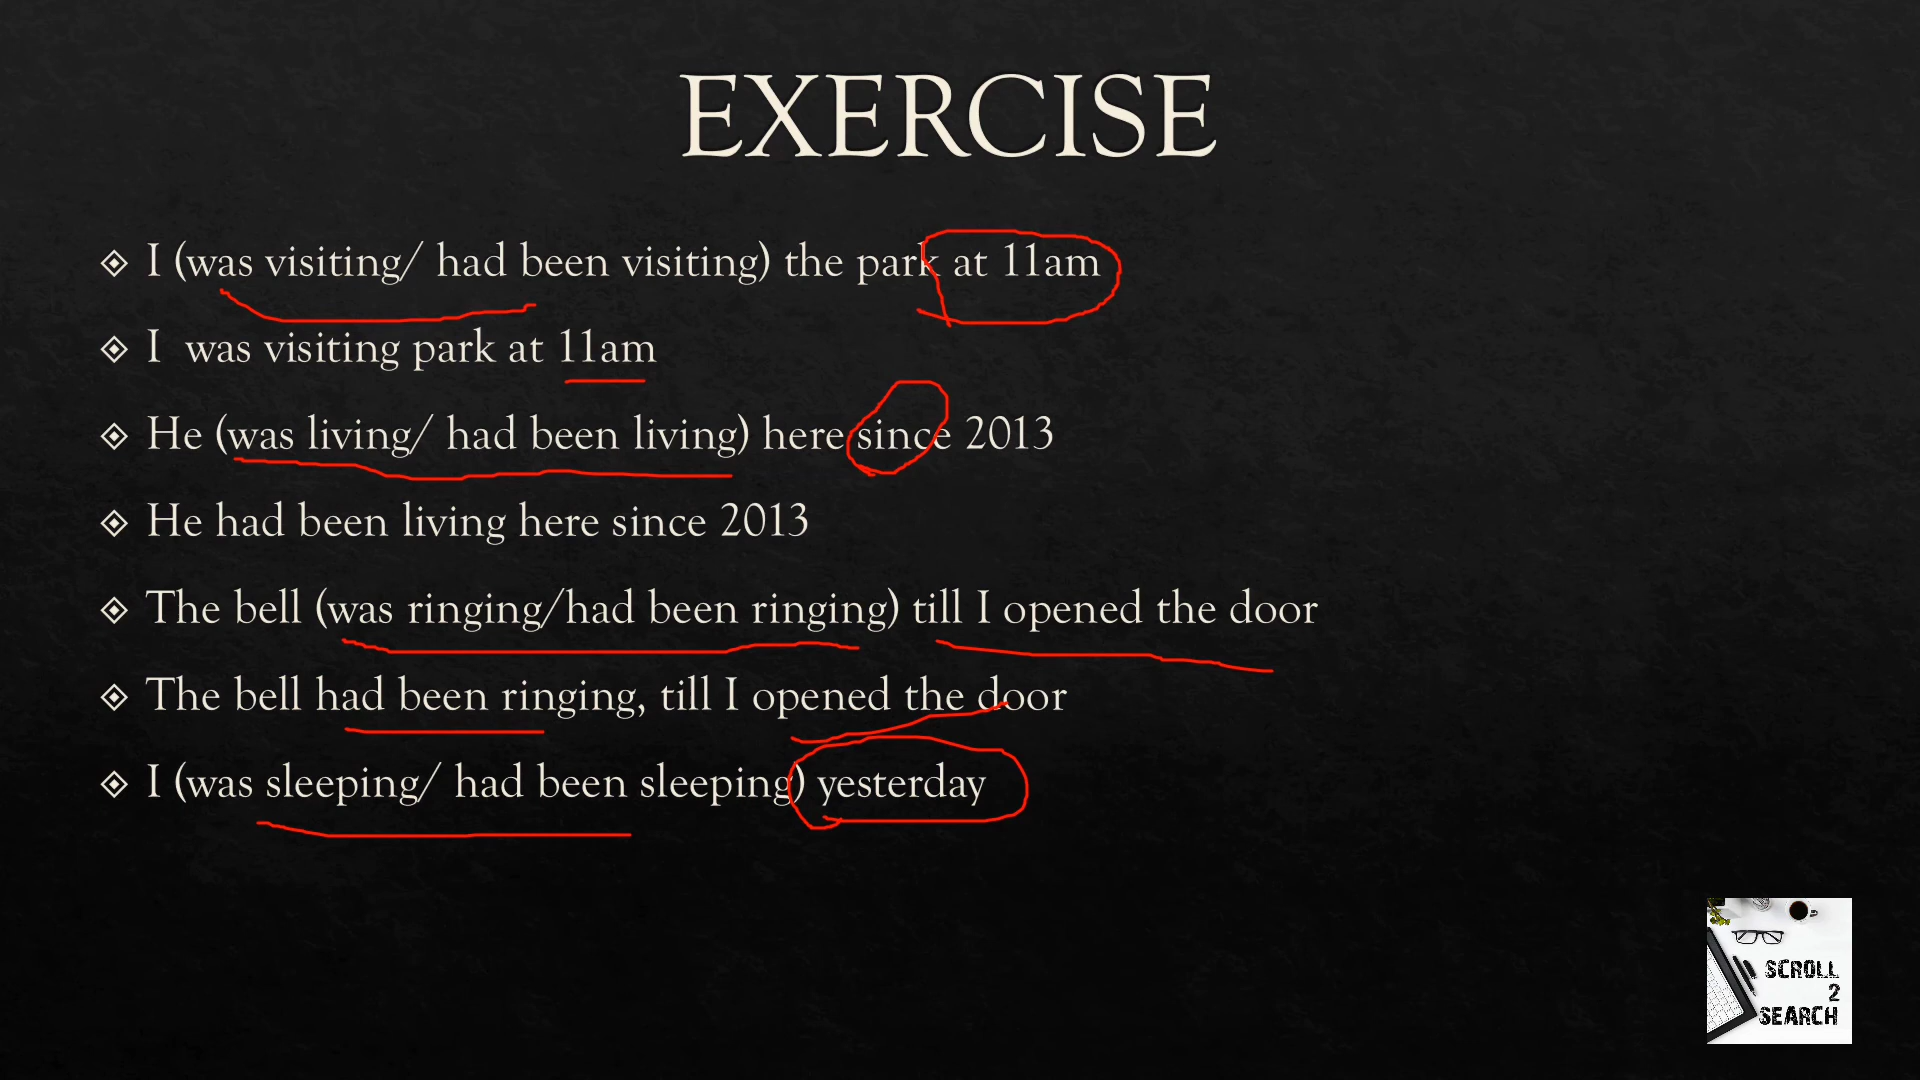 EXERCISE
I (was visiting/ had been visiting) the park at 11am
I was visiting park at 11am
He (was living/ had been living) here since 2013
He had been living here since 2013
The bell (was ringing/had been ringing) till I opened the door
The bell had been ringing, till I opened the door
I (was sleeping/ had been sleeping) yesterday
SCROLL
2
SEARCH